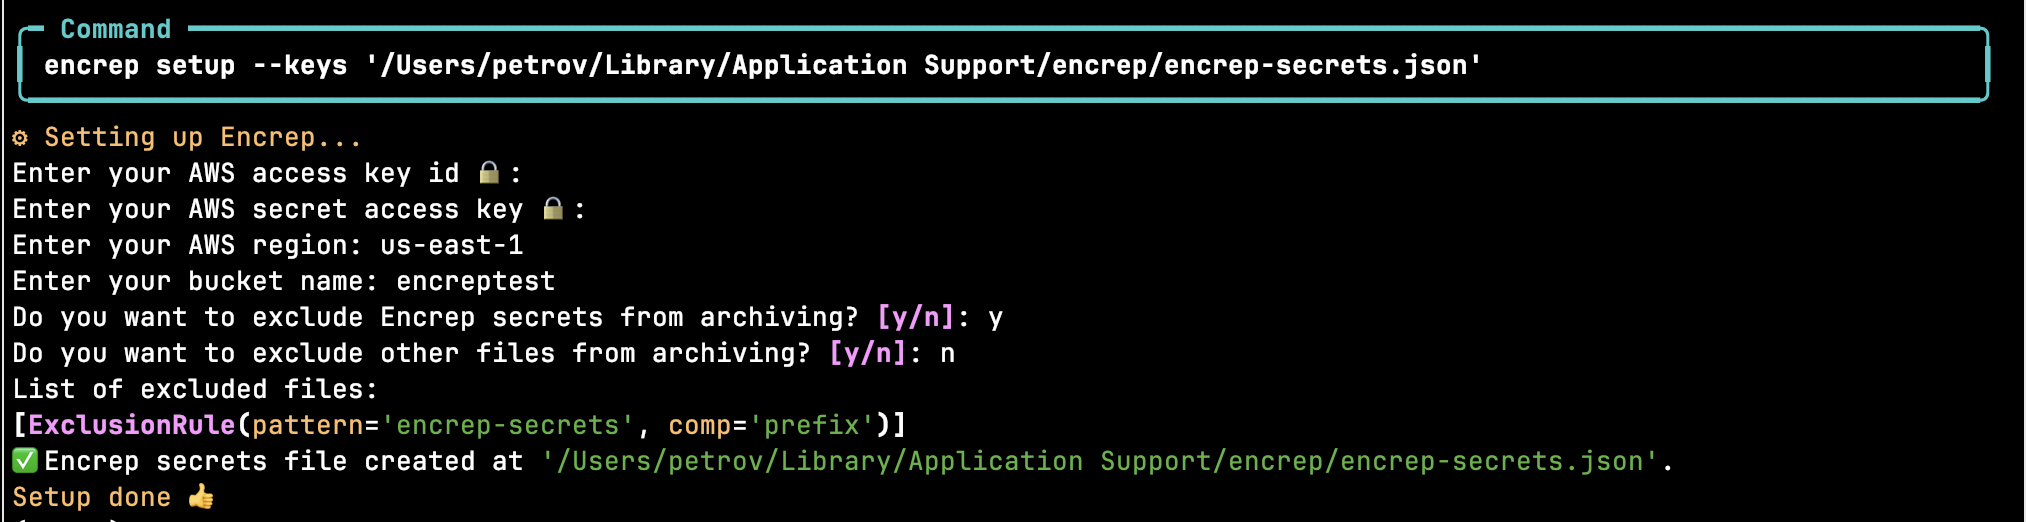 Command
encrep setup --keys '/Users/petrov/Library/Application Support/encrep/encrep-secrets.json'
⚙ Setting up Encrep...
Enter your AWS access key id 🔒:
Enter your AWS secret access key 🔒:
Enter your AWS region: us-east-1
Enter your bucket name: encreptest
Do you want to exclude Encrep secrets from archiving? [y/n]: y
Do you want to exclude other files from archiving? [y/n]: n
List of excluded files:
[ExclusionRule(pattern='encrep-secrets', comp='prefix')]
✅Encrep secrets file created at '/Users/petrov/Library/Application Support/encrep/encrep-secrets.json'.
Setup done 👍